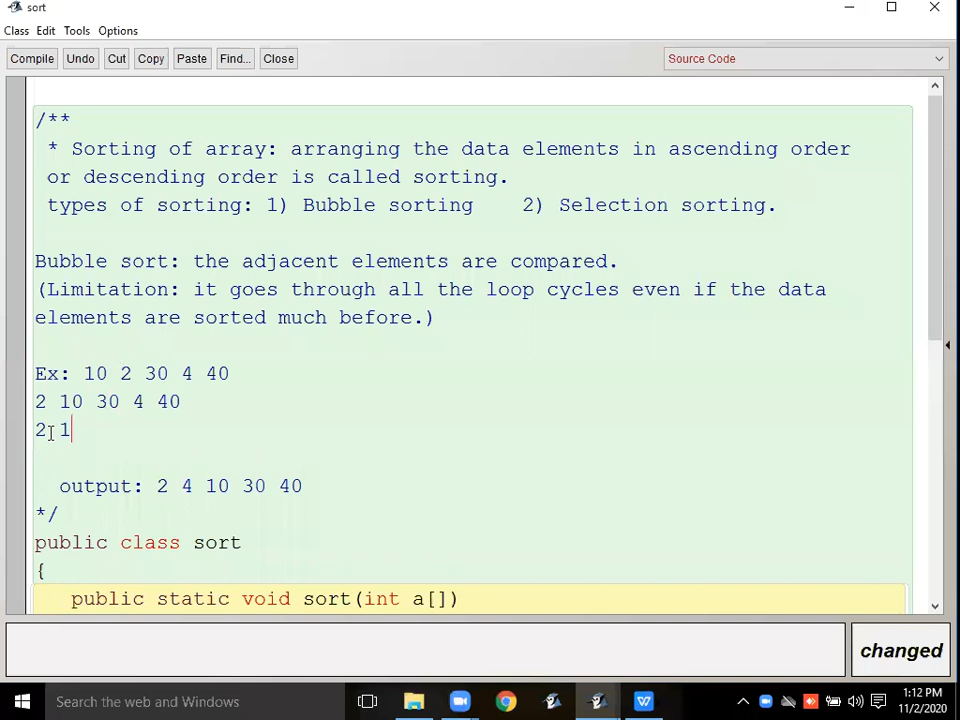 sort
Class Edit Tools Options
Compile Undo Cut Copy Paste Find... Close Source Code
/**
* Sorting of array: arranging the data elements in ascending order
or descending order is called sorting.
types of sorting: 1) Bubble sorting 2) Selection sorting.
Bubble sort: the adjacent elements are compared.
(Limitation: it goes through all the loop cycles even if the data
elements are sorted much before.)
Ex: 10 2 30 4 40
2 10 30 4 40
2 1
output: 2 4 10 30 40
*/
public class sort
{
public static void sort(int a[])
changed
Search the web and Windows
1:12 PM
11/2/2020